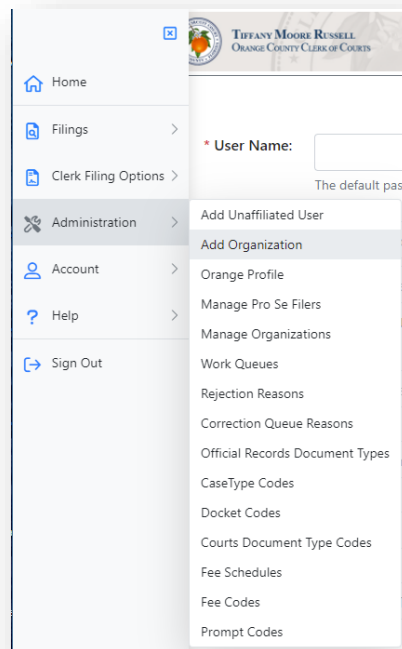 TIFFANY MOORE RUSSELL
ORANGE COUNTY CLERK OF COURTS
Home
Filings
* User Name:
Clerk Filing Options
The default pas
Administration
Add Unaffiliated User
Add Organization
Account
Orange Profile
Manage Pro Se Filers
Help
Manage Organizations
Sign Out
Work Queues
Rejection Reasons
Correction Queue Reasons
Official Records Document Types
CaseType Codes
Docket Codes
Courts Document Type Codes
Fee Schedules
Fee Codes
Prompt Codes